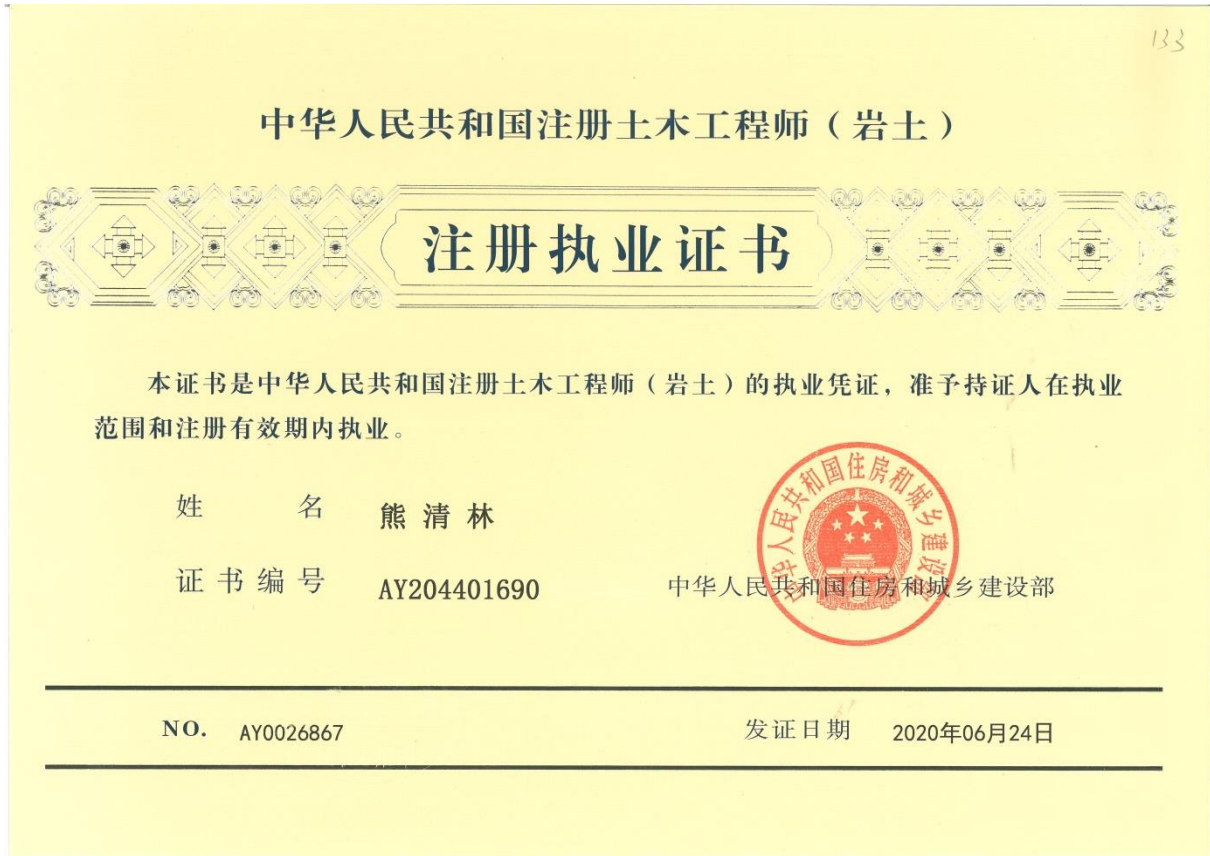 133
中华人民共和国注册土木工程师（岩土）
注册执业证书
本证书是中华人民共和国注册土木工程师（岩土）的执业凭证，准予持证人在执业
范围和注册有效期内执业。
姓名 熊清林
中华人民共和国住房和城乡建设部
证书编号 AY204401690
中华人民共和国住房和城乡建设部
NO. AY0026867 发证日期 2020年06月24日